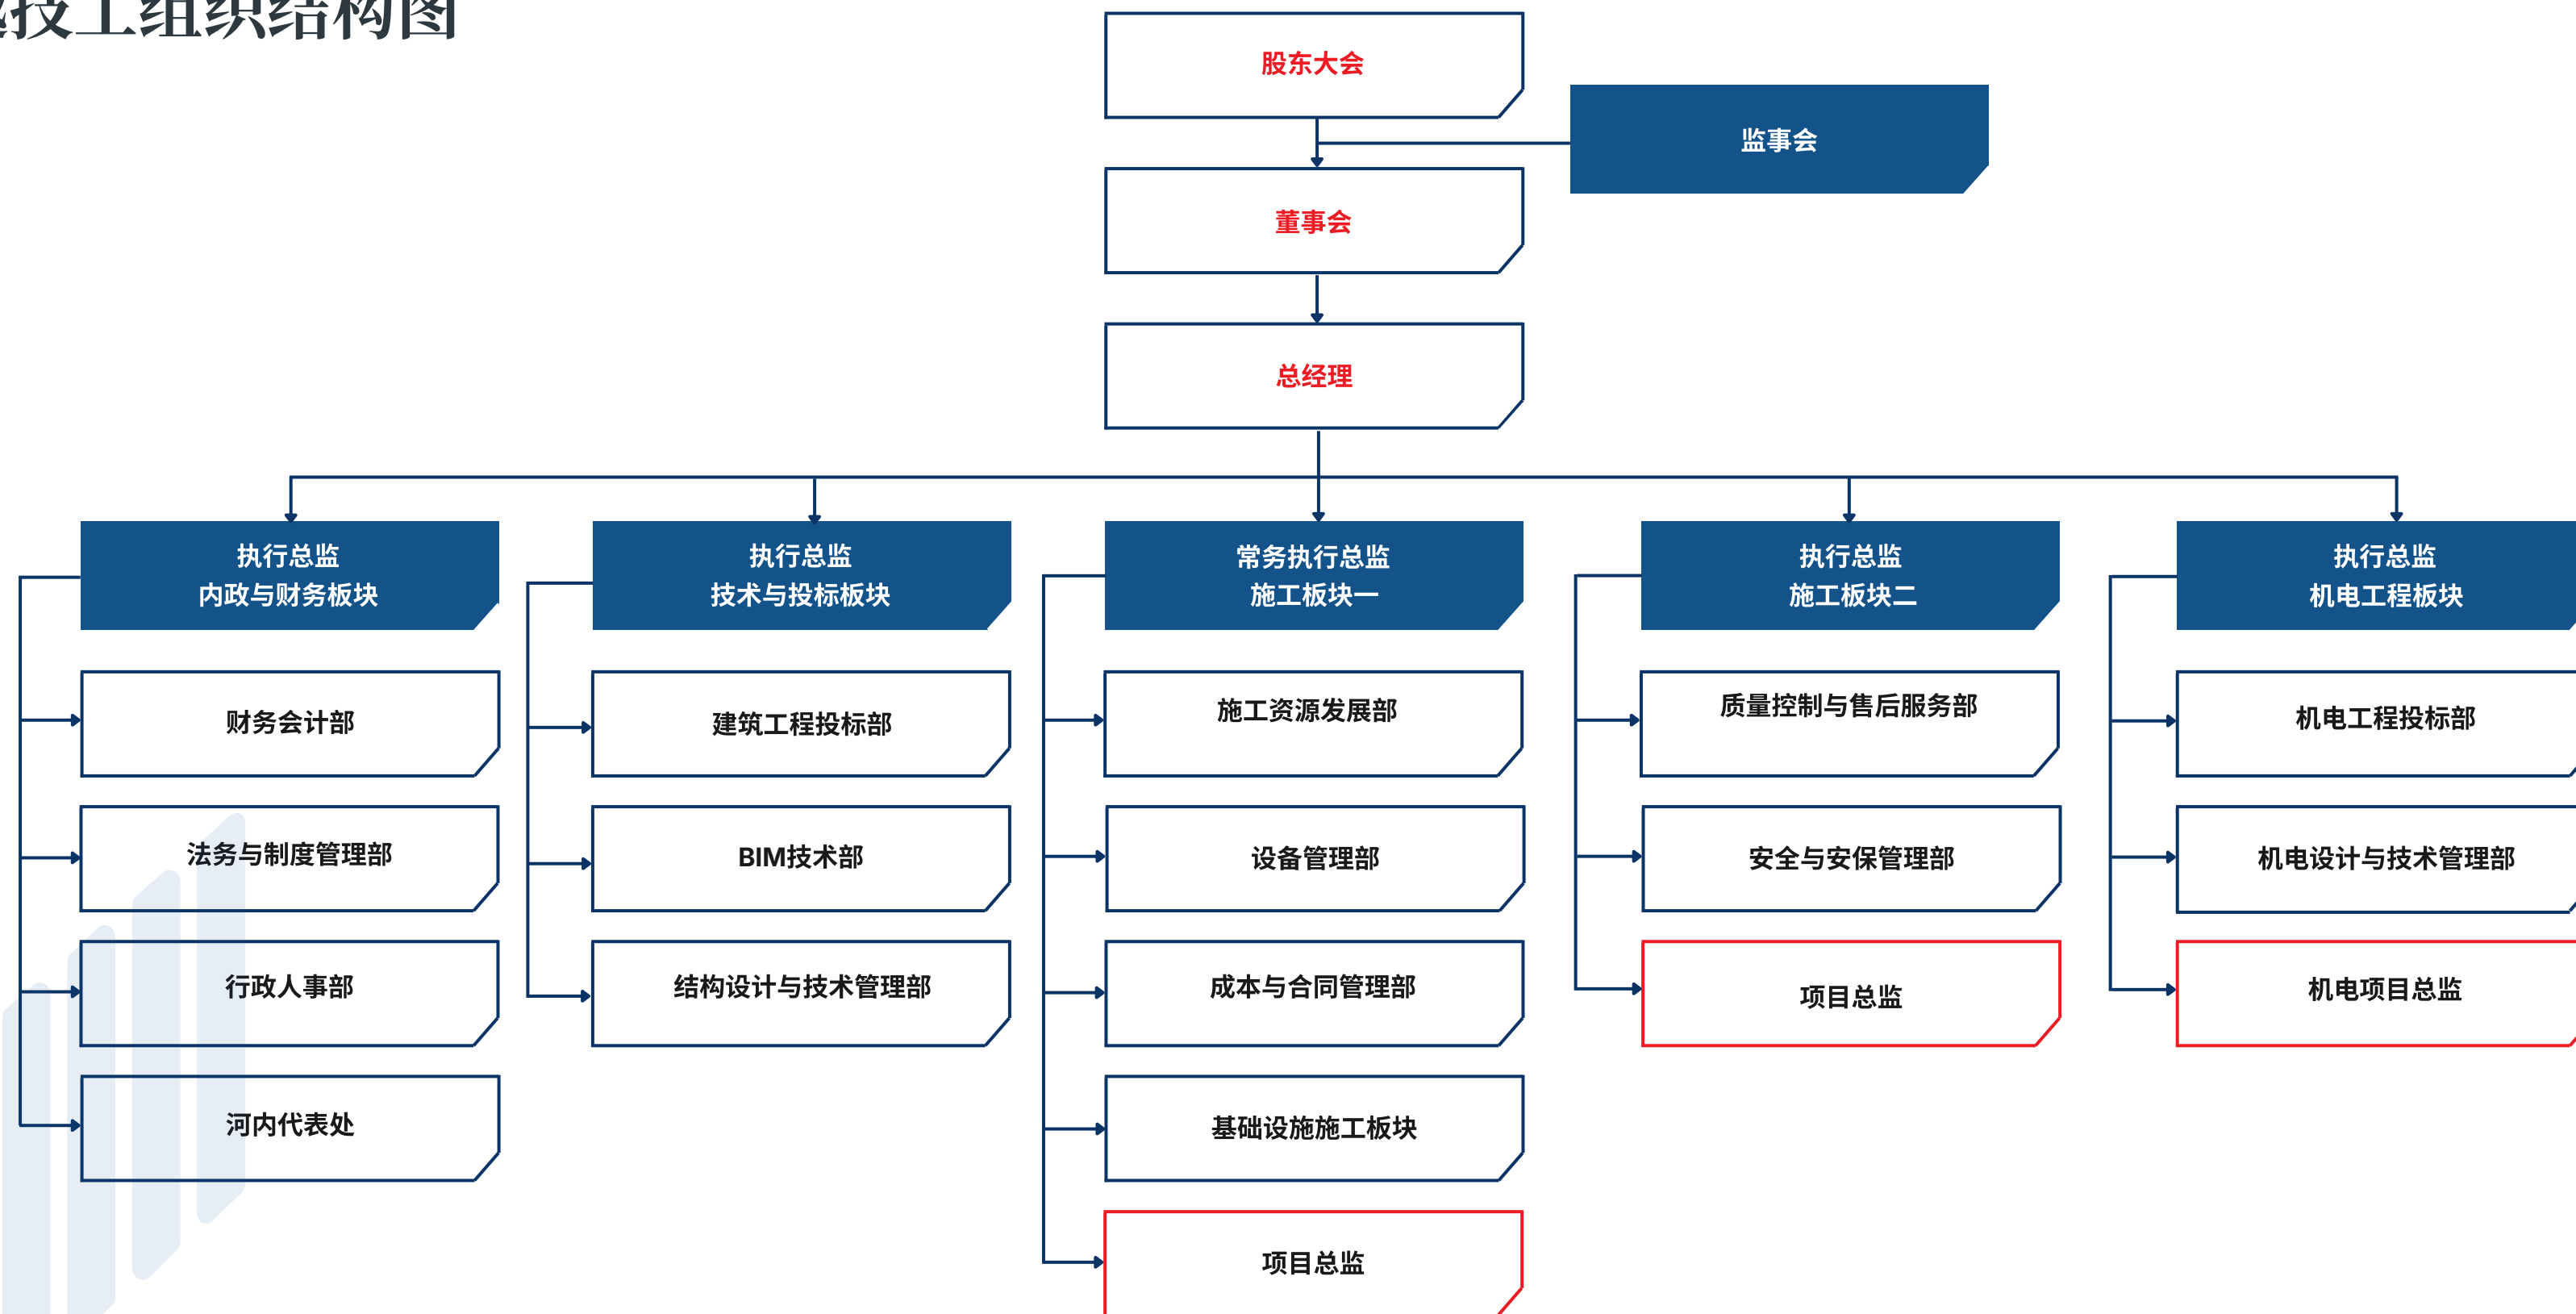 技工组织结构图
股东大会
监事会
董事会
总经理
执行总监
内政与财务板块
执行总监
技术与投标板块
常务执行总监
施工板块一
执行总监
施工板块二
执行总监
机电工程板块
财务会计部
建筑工程投标部
施工资源发展部
质量控制与售后服务部
机电工程投标部
法务与制度管理部
BIM技术部
设备管理部
安全与安保管理部
机电设计与技术管理部
行政人事部
结构设计与技术管理部
成本与合同管理部
项目总监
机电项目总监
河内代表处
基础设施施工板块
项目总监